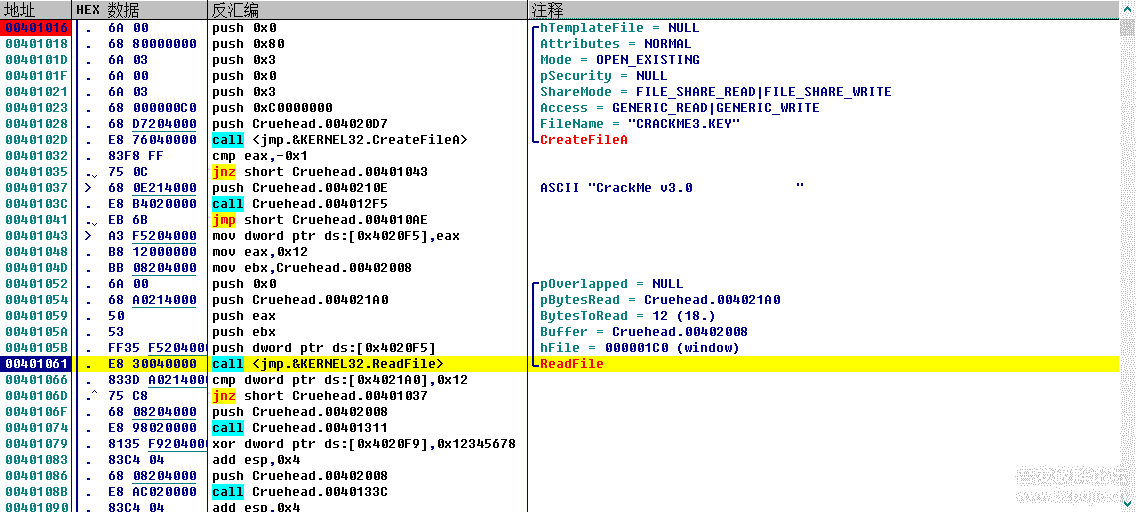 地址 HEX 数据 反汇编 注释
00401016 . 6A 00 push 0x0 hTemplateFile = NULL
00401018 . 68 80000000 push 0x80 Attributes = NORMAL
0040101D . 6A 03 push 0x3 Mode = OPEN_EXISTING
0040101F . 6A 00 push 0x0 pSecurity = NULL
00401021 . 6A 03 push 0x3 ShareMode = FILE_SHARE_READ|FILE_SHARE_WRITE
00401023 . 68 000000C0 push 0xC0000000 Access = GENERIC_READ|GENERIC_WRITE
00401028 . 68 D7204000 push Cruehead.004020D7 FileName = "CRACKME3.KEY"
0040102D . E8 76040000 call <jmp.&KERNEL32.CreateFileA> CreateFileA
00401032 . 83F8 FF cmp eax,-0x1
00401035 . 75 0C jnz short Cruehead.00401043
00401037 > 68 0E214000 push Cruehead.0040210E ASCII "CrackMe v3.0             "
0040103C . E8 B4020000 call Cruehead.004012F5
00401041 . EB 6B jmp short Cruehead.004010AE
00401043 > A3 F5204000 mov dword ptr ds:[0x4020F5],eax
00401048 . B8 12000000 mov eax,0x12
0040104D . BB 08204000 mov ebx,Cruehead.00402008
00401052 . 6A 00 push 0x0 pOverlapped = NULL
00401054 . 68 A0214000 push Cruehead.004021A0 pBytesRead = Cruehead.004021A0
00401059 . 50 push eax BytesToRead = 12 (18.)
0040105A . 53 push ebx Buffer = Cruehead.00402008
0040105B . FF35 F5204000 push dword ptr ds:[0x4020F5] hFile = 000001C0 (window)
00401061 . E8 30040000 call <jmp.&KERNEL32.ReadFile> ReadFile
00401066 . 833D A0214000 cmp dword ptr ds:[0x4021A0],0x12
0040106D .^ 75 C8 jnz short Cruehead.00401037
0040106F . 68 08204000 push Cruehead.00402008
00401074 . E8 98020000 call Cruehead.00401311
00401079 . 8135 F9204000 xor dword ptr ds:[0x4020F9],0x12345678
00401083 . 83C4 04 add esp,0x4
00401086 . 68 08204000 push Cruehead.00402008
0040108B . E8 AC020000 call Cruehead.0040133C
00401090 . 83C4 04 add esp,0x4
www.52pojie.cn